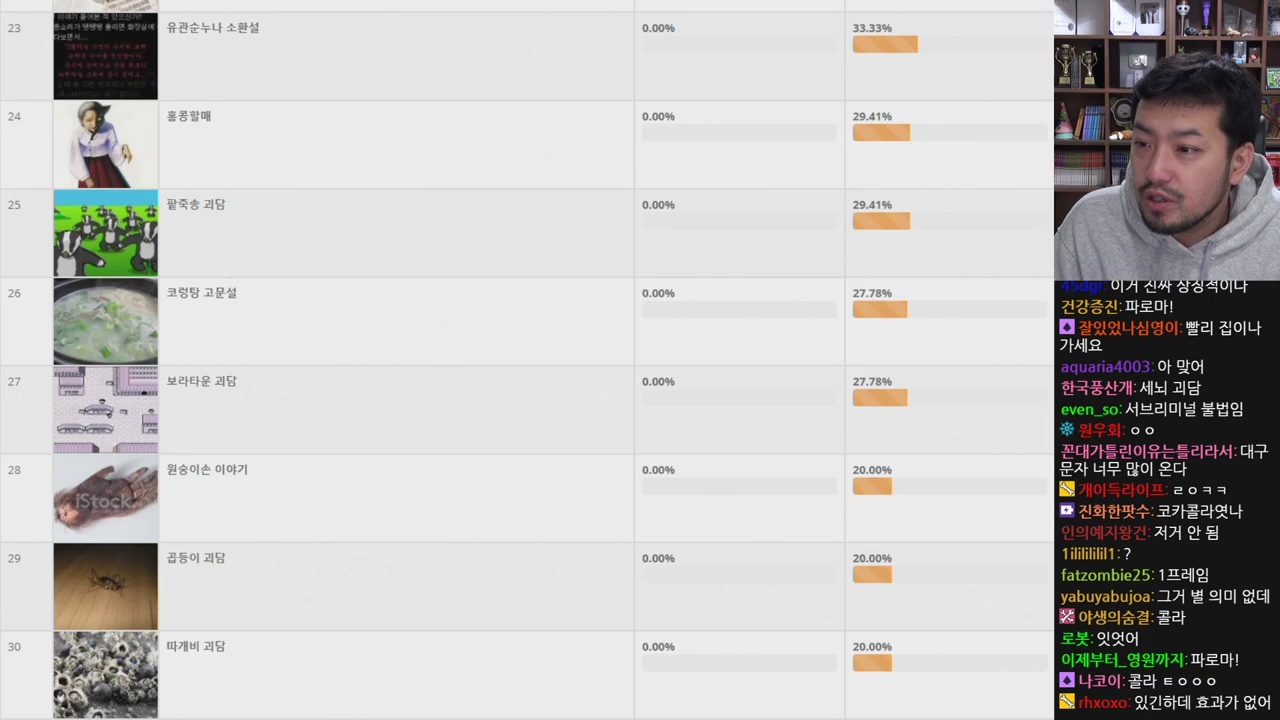 23
유관순누나 소환설
0.00%
33.33%
24
홍콩할매
0.00%
29.41%
25
팥죽송 괴담
0.00%
29.41%
26
코렁탕 고문설
0.00%
27.78%
27
보라타운 괴담
0.00%
27.78%
28
원숭이손 이야기
0.00%
20.00%
iStock.
29
곱등이 괴담
0.00%
20.00%
30
따개비 괴담
0.00%
20.00%
45dgr: 이거 진짜 상징적이다
건강증진: 파로마!
잘있었나심영이: 빨리 집이나
가세요
aquaria4003: 아 맞어
한국풍산개: 세뇌 괴담
even_so: 서브리미널 불법임
원우회: ㅇㅇ
꼰대가틀린이유는틀리라서: 대구
문자 너무 많이 온다
개이득라이프: ㄹㅇㅋㅋ
진화한팟수: 코카콜라엿나
인의예지왕건: 저거 안 됨
1ilililililil1: ?
fatzombie25: 1프레임
yabuyabujoa: 그거 별 의미 없데
야생의숨결: 콜라
로봇: 잇엇어
이제부터_영원까지: 파로마!
나코이: 콜라 ㅌㅇㅇㅇ
rhxoxo: 있긴하데 효과가 없어